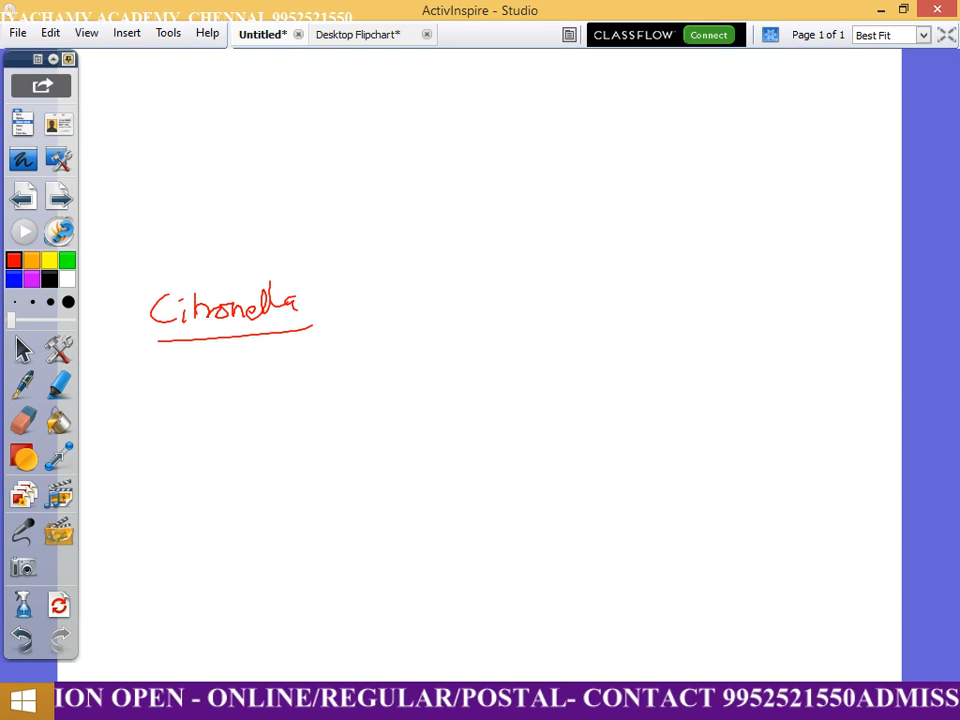 IYACHAMY ACADEMY, CHENNAI 9952521550
ActivInspire - Studio
File Edit View Insert Tools Help Untitled* Desktop Flipchart* CLASSFLOW Connect Page 1 of 1 Best Fit
Citronella
ION OPEN - ONLINE/REGULAR/POSTAL- CONTACT 9952521550ADMISS